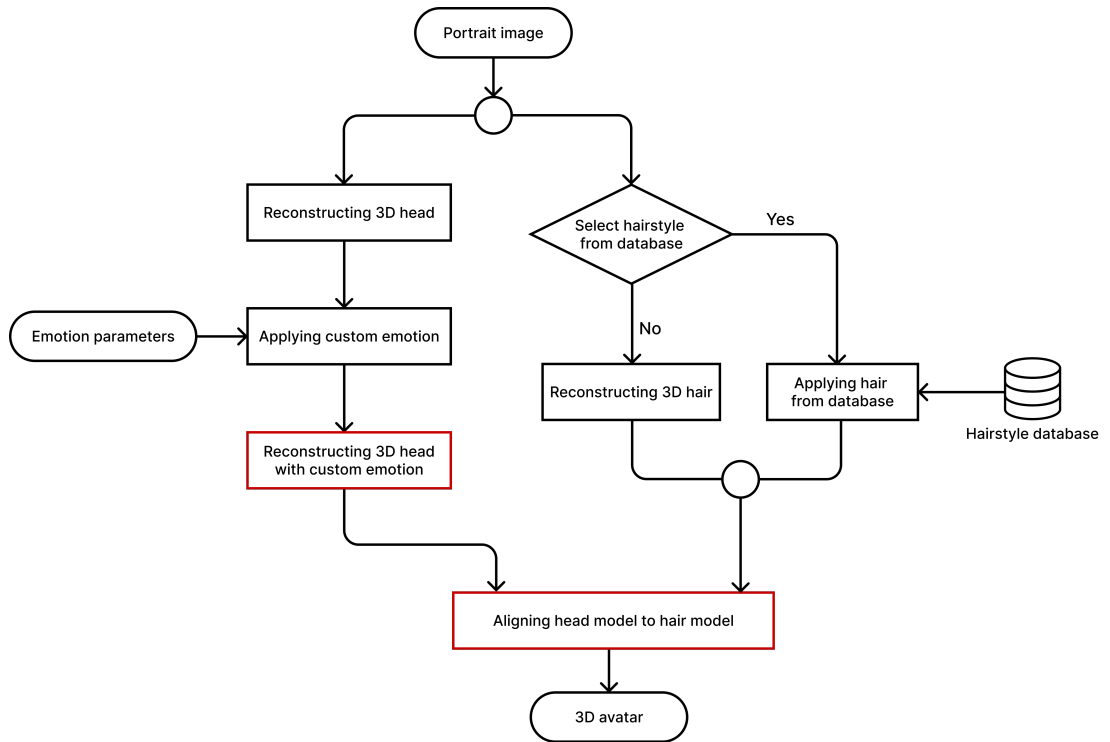 Portrait image
Reconstructing 3D head
Select hairstyle
from database
Yes
Emotion parameters
Applying custom emotion
No
Reconstructing 3D hair
Applying hair
from database
Hairstyle database
Reconstructing 3D head
with custom emotion
Aligning head model to hair model
3D avatar